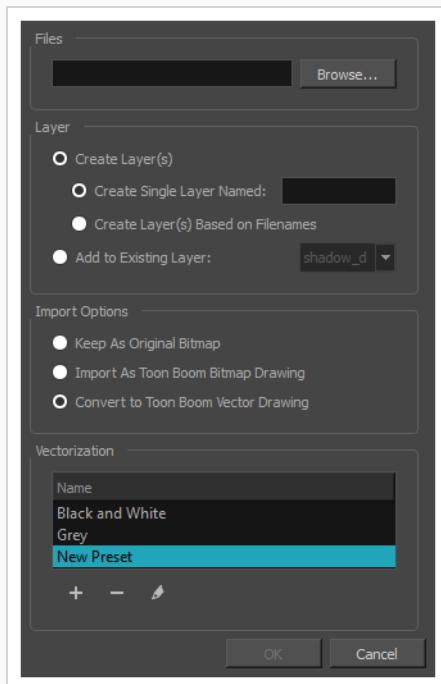 Files
Browse...
Layer
Create Layer(s)
Create Single Layer Named:
Create Layer(s) Based on Filenames
Add to Existing Layer:
shadow_d
Import Options
Keep As Original Bitmap
Import As Toon Boom Bitmap Drawing
Convert to Toon Boom Vector Drawing
Vectorization
Name
Black and White
Grey
New Preset
OK Cancel